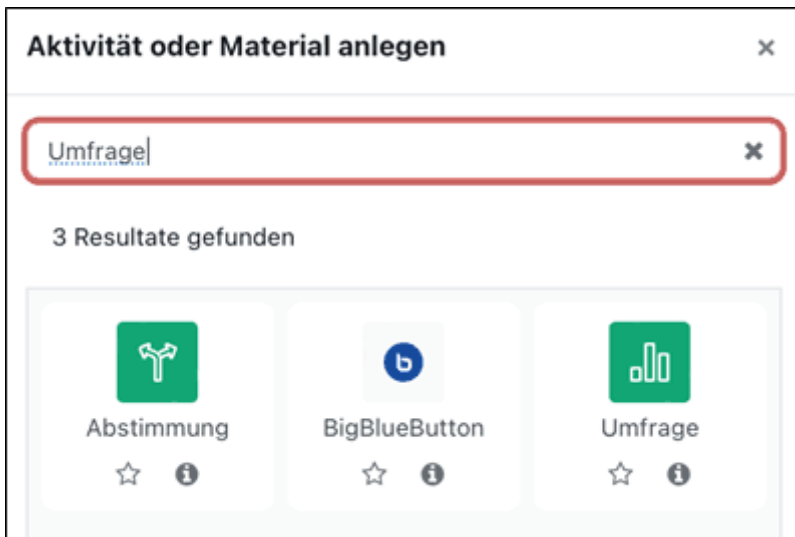 Aktivität oder Material anlegen
Umfrage
3 Resultate gefunden
Abstimmung
BigBlueButton
Umfrage